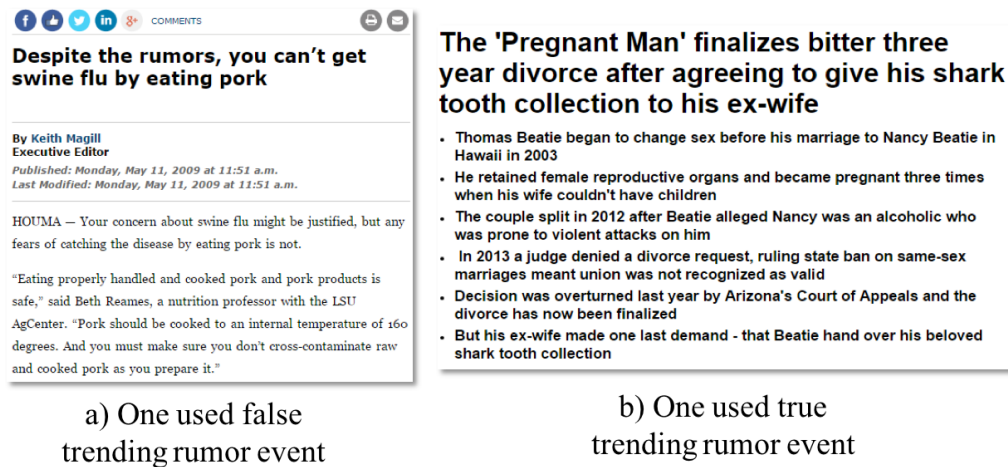 COMMENTS
Despite the rumors, you can't get
swine flu by eating pork
By Keith Magill
Executive Editor
Published: Monday, May 11, 2009 at 11:51 a.m.
Last Modified: Monday, May 11, 2009 at 11:51 a.m.
HOUMA — Your concern about swine flu might be justified, but any
fears of catching the disease by eating pork is not.
“Eating properly handled and cooked pork and pork products is
safe,” said Beth Reames, a nutrition professor with the LSU
AgCenter. “Pork should be cooked to an internal temperature of 160
degrees. And you must make sure you don’t cross-contaminate raw
and cooked pork as you prepare it.”
a) One used false
trending rumor event
The 'Pregnant Man' finalizes bitter three
year divorce after agreeing to give his shark
tooth collection to his ex-wife
• Thomas Beatie began to change sex before his marriage to Nancy Beatie in
Hawaii in 2003
• He retained female reproductive organs and became pregnant three times
when his wife couldn't have children
• The couple split in 2012 after Beatie alleged Nancy was an alcoholic who
was prone to violent attacks on him
• In 2013 a judge denied a divorce request, ruling state ban on same-sex
marriages meant union was not recognized as valid
• Decision was overturned last year by Arizona's Court of Appeals and the
divorce has now been finalized
• But his ex-wife made one last demand - that Beatie hand over his beloved
shark tooth collection
b) One used true
trending rumor event